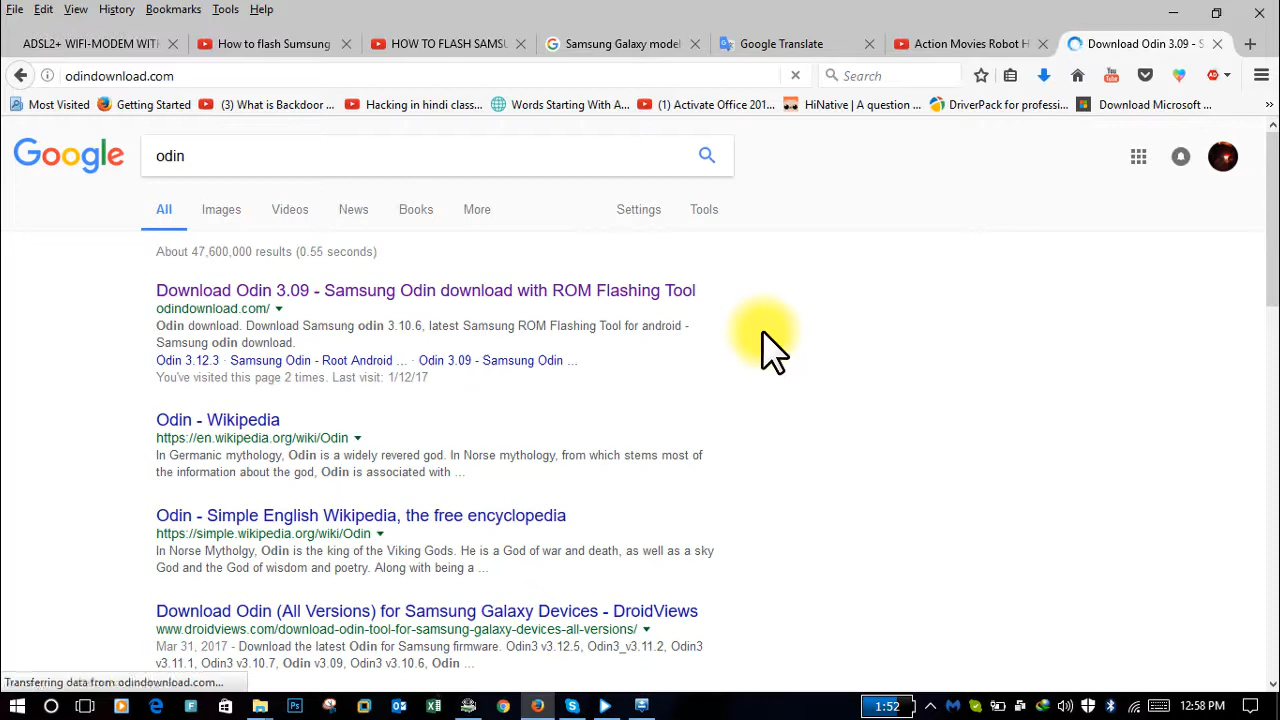 File Edit View History Bookmarks Tools Help
ADSL2+ WIFI-MODEM WITH
How to flash Sumsung
HOW TO FLASH SAMSU
Samsung Galaxy model
Google Translate
Action Movies Robot H
Download Odin 3.09 - S
odindownload.com
Search
Most Visited
Getting Started
(3) What is Backdoor ...
Hacking in hindi class...
Words Starting With A...
(1) Activate Office 201...
HiNative | A question ...
DriverPack for professi...
Download Microsoft ...
Google
odin
All Images Videos News Books More Settings Tools
About 47,600,000 results (0.55 seconds)
Download Odin 3.09 - Samsung Odin download with ROM Flashing Tool
odindownload.com/
Odin download. Download Samsung odin 3.10.6, latest Samsung ROM Flashing Tool for android -
Samsung odin download.
Odin 3.12.3 · Samsung Odin - Root Android ... · Odin 3.09 - Samsung Odin ...
You've visited this page 2 times. Last visit: 1/12/17
Odin - Wikipedia
https://en.wikipedia.org/wiki/Odin
In Germanic mythology, Odin is a widely revered god. In Norse mythology, from which stems most of
the information about the god, Odin is associated with ...
Odin - Simple English Wikipedia, the free encyclopedia
https://simple.wikipedia.org/wiki/Odin
In Norse Mytholgy, Odin is the king of the Viking Gods. He is a God of war and death, as well as a sky
God and the God of wisdom and poetry. Along with being a ...
Download Odin (All Versions) for Samsung Galaxy Devices - DroidViews
www.droidviews.com/download-odin-tool-for-samsung-galaxy-devices-all-versions/
Mar 31, 2017 - Download the latest Odin for Samsung firmware. Odin3 v3.12.5, Odin3_v3.11.2, Odin3
v3.11.1, Odin3 v3.10.7, Odin3 v3.09, Odin3 v3.10.6, Odin ...
Transferring data from odindownload.com...
1:52
12:58 PM